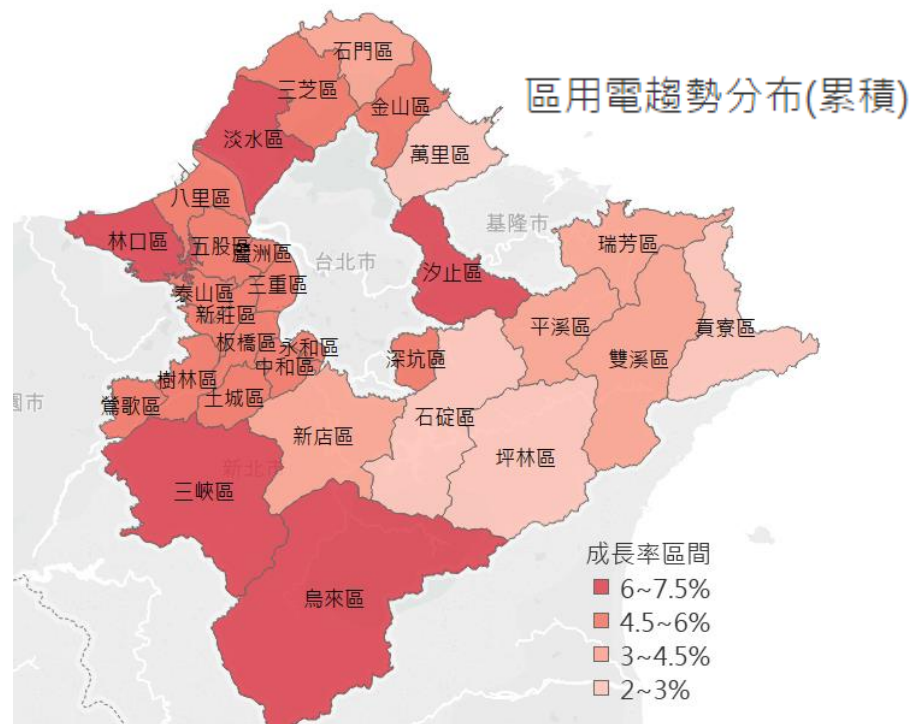 石門區
三芝區
區用電趨勢分布(累積)
金山區
淡水區
萬里區
八里區
基隆市
林口區
五股區
蘆洲區
台北市
瑞芳區
汐止區
泰山區
三重區
新莊區
平溪區
貢寮區
板橋區
永和區
中和區
深坑區
雙溪區
樹林區
鶯歌區
土城區
石碇區
園市
新店區
坪林區
新北市
三峽區
成長率區間
6~7.5%
烏來區
4.5~6%
3~4.5%
2~3%